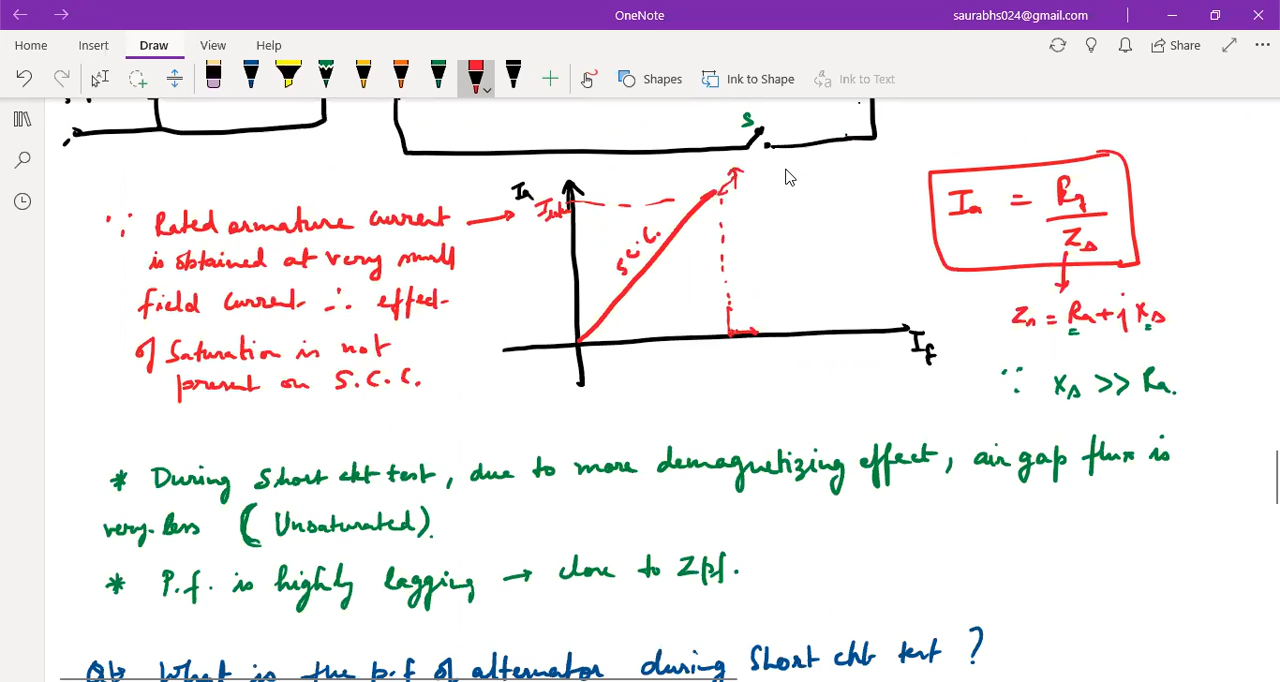 OneNote
saurabhs024@gmail.com
Home Insert Draw View Help
Share
Shapes
Ink to Shape
Ink to Text
S
Ia
S.C.C.
If
∵ Rated armature current
is obtained at very small
field current ∴ effect
of Saturation is not
present on S.C.C.
Ia = Ef / Zs
Zs = Ra + j Xs
∵ Xs >> Ra.
* During Short ckt test, due to more demagnetizing effect, air gap flux is
very less (Unsaturated).
* P.f. is highly lagging → close to Zpf.
Q1> What is the p.f of alternator during Short ckt test ?